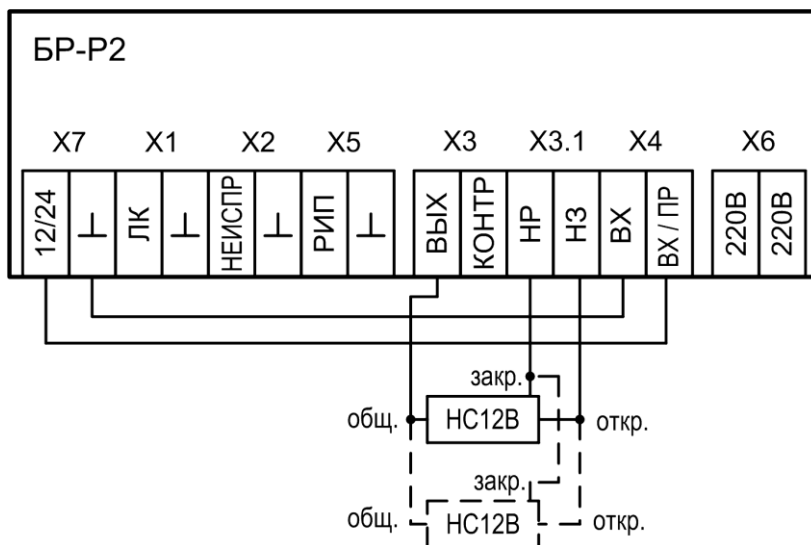 БР-Р2
X7 X1 X2 X5 X3 X3.1 X4 X6
12/24 ⊥ ЛК ⊥ НЕИСПР ⊥ РИП ⊥ ВЫХ КОНТР НР НЗ ВХ ВХ / ПР 220В 220В
закр.
общ. НС12В откр.
закр.
общ. НС12В откр.